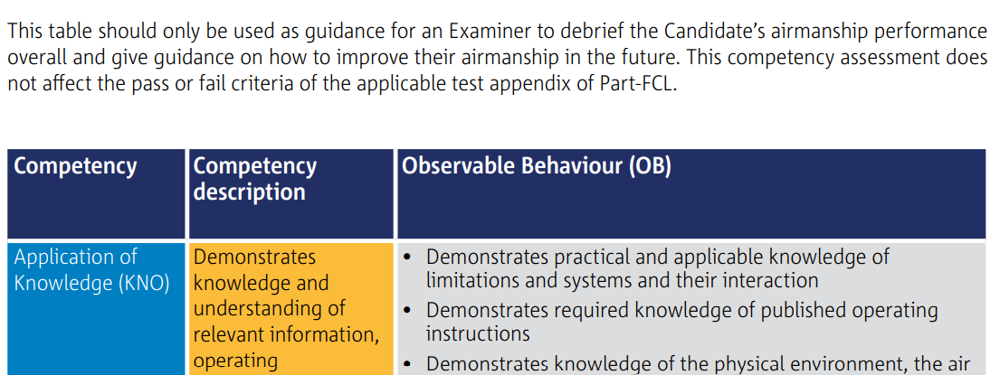 This table should only be used as guidance for an Examiner to debrief the Candidate's airmanship performance
overall and give guidance on how to improve their airmanship in the future. This competency assessment does
not affect the pass or fail criteria of the applicable test appendix of Part-FCL.
Competency
Competency
description
Observable Behaviour (OB)
Application of
Knowledge (KNO)
Demonstrates
knowledge and
understanding of
relevant information,
operating
• Demonstrates practical and applicable knowledge of
limitations and systems and their interaction
• Demonstrates required knowledge of published operating
instructions
• Demonstrates knowledge of the physical environment, the air